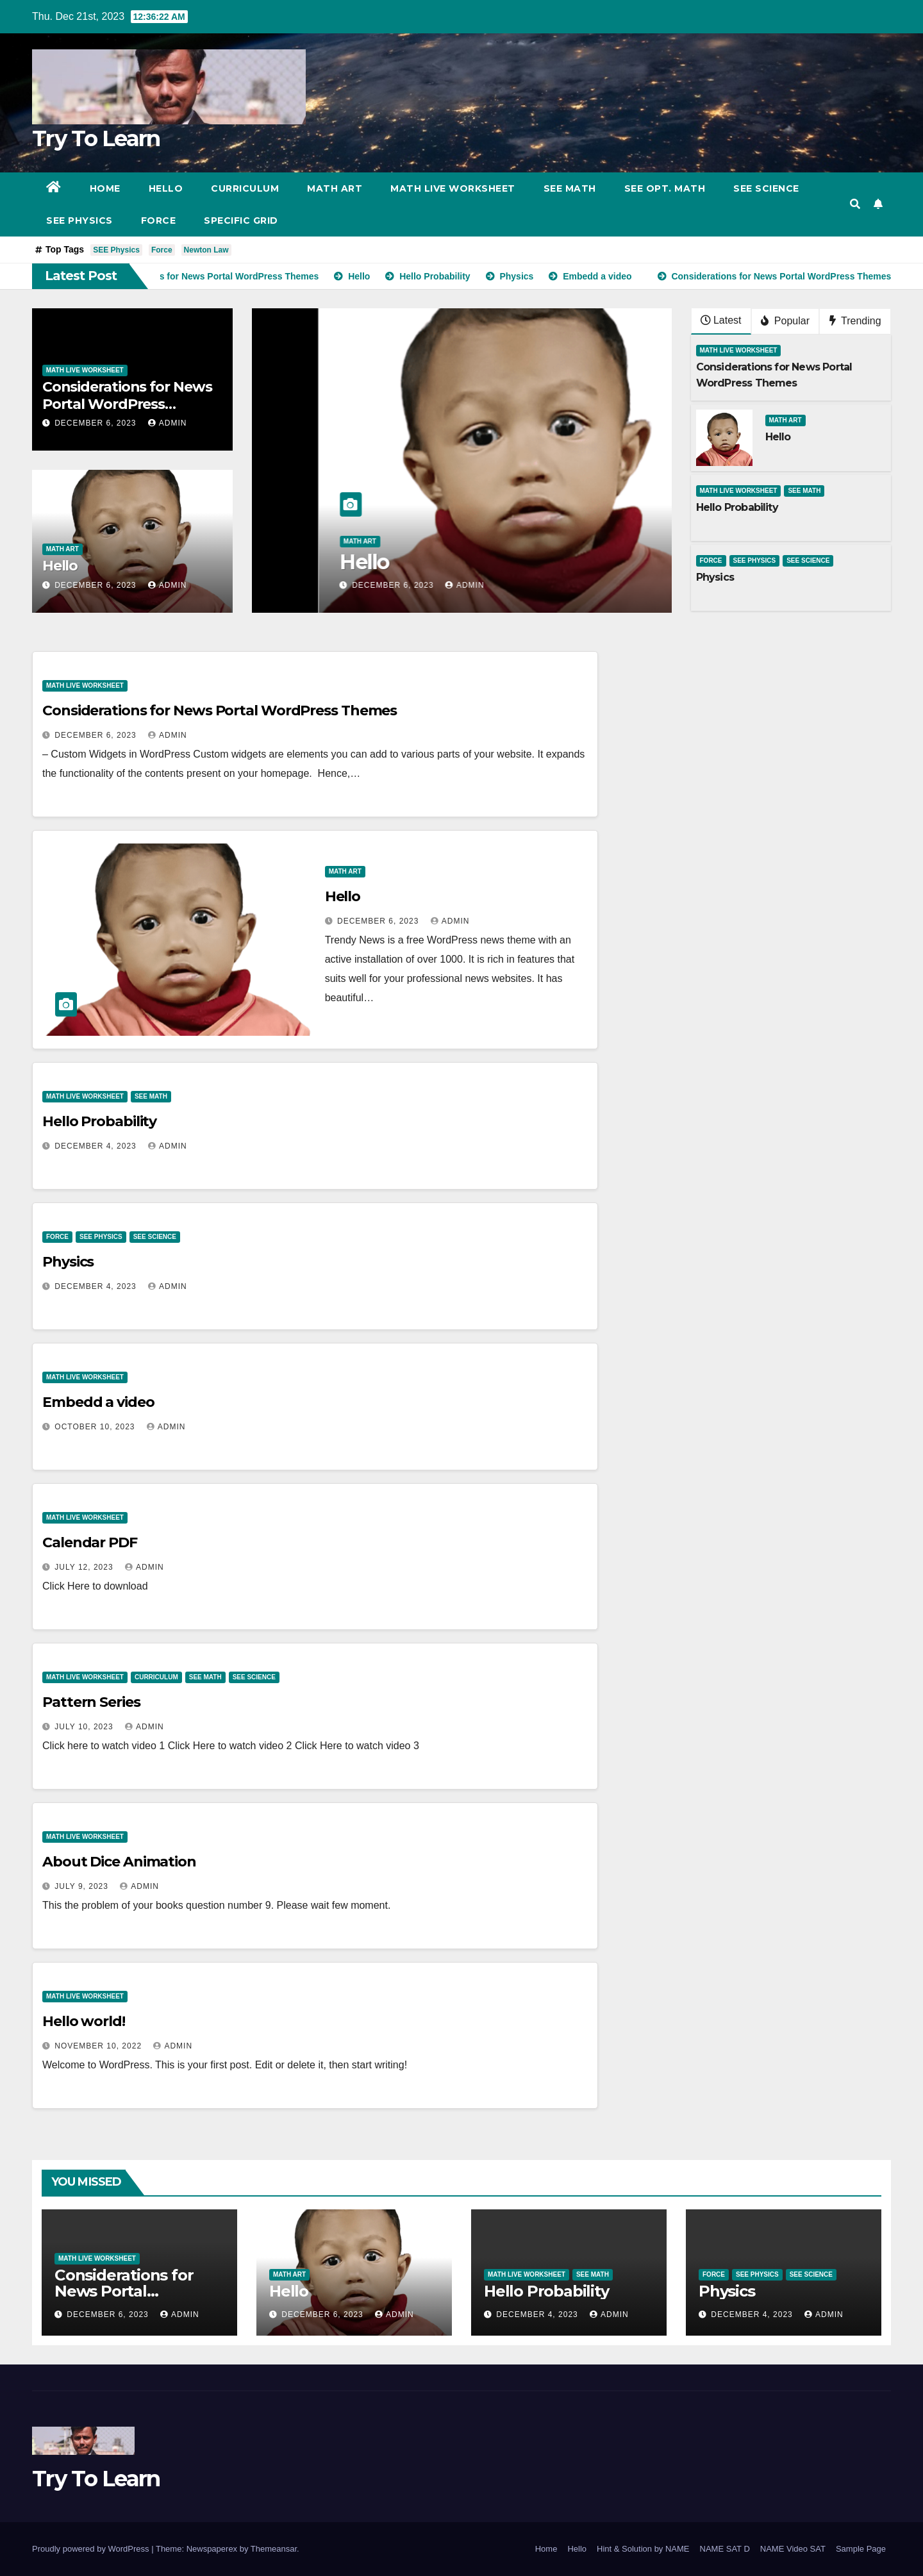 Thu. Dec 21st, 2023 12:36:22 AM
Try To Learn
HOME HELLO CURRICULUM MATH ART MATH LIVE WORKSHEET SEE MATH SEE OPT. MATH SEE SCIENCE
SEE PHYSICS FORCE SPECIFIC GRID
# Top Tags SEE Physics Force Newton Law
Latest Post s for News Portal WordPress Themes Hello Hello Probability Physics Embedd a video Considerations for News Portal WordPress Themes
MATH LIVE WORKSHEET
Considerations for News
Portal WordPress…
DECEMBER 6, 2023 ADMIN
MATH ART
Hello
DECEMBER 6, 2023 ADMIN
MATH ART
Hello
DECEMBER 6, 2023 ADMIN
Latest Popular Trending
MATH LIVE WORKSHEET
Considerations for News Portal
WordPress Themes
MATH ART
Hello
MATH LIVE WORKSHEET SEE MATH
Hello Probability
FORCE SEE PHYSICS SEE SCIENCE
Physics
MATH LIVE WORKSHEET
Considerations for News Portal WordPress Themes
DECEMBER 6, 2023 ADMIN
– Custom Widgets in WordPress Custom widgets are elements you can add to various parts of your website. It expands
the functionality of the contents present on your homepage. Hence,…
MATH ART
Hello
DECEMBER 6, 2023 ADMIN
Trendy News is a free WordPress news theme with an
active installation of over 1000. It is rich in features that
suits well for your professional news websites. It has
beautiful…
MATH LIVE WORKSHEET SEE MATH
Hello Probability
DECEMBER 4, 2023 ADMIN
FORCE SEE PHYSICS SEE SCIENCE
Physics
DECEMBER 4, 2023 ADMIN
MATH LIVE WORKSHEET
Embedd a video
OCTOBER 10, 2023 ADMIN
MATH LIVE WORKSHEET
Calendar PDF
JULY 12, 2023 ADMIN
Click Here to download
MATH LIVE WORKSHEET CURRICULUM SEE MATH SEE SCIENCE
Pattern Series
JULY 10, 2023 ADMIN
Click here to watch video 1 Click Here to watch video 2 Click Here to watch video 3
MATH LIVE WORKSHEET
About Dice Animation
JULY 9, 2023 ADMIN
This the problem of your books question number 9. Please wait few moment.
MATH LIVE WORKSHEET
Hello world!
NOVEMBER 10, 2022 ADMIN
Welcome to WordPress. This is your first post. Edit or delete it, then start writing!
YOU MISSED
MATH LIVE WORKSHEET
Considerations for
News Portal…
DECEMBER 6, 2023 ADMIN
MATH ART
Hello
DECEMBER 6, 2023 ADMIN
MATH LIVE WORKSHEET SEE MATH
Hello Probability
DECEMBER 4, 2023 ADMIN
FORCE SEE PHYSICS SEE SCIENCE
Physics
DECEMBER 4, 2023 ADMIN
Try To Learn
Proudly powered by WordPress | Theme: Newspaperex by Themeansar.
Home Hello Hint & Solution by NAME NAME SAT D NAME Video SAT Sample Page